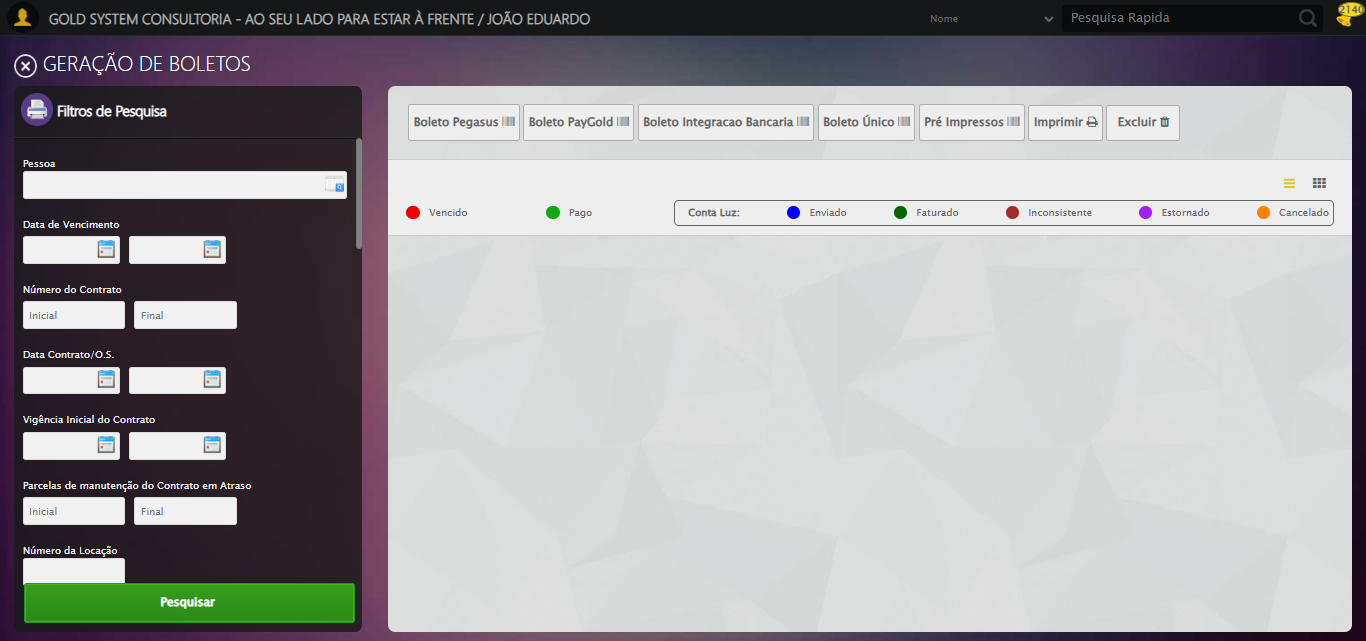 GOLD SYSTEM CONSULTORIA - AO SEU LADO PARA ESTAR À FRENTE / JOÃO EDUARDO
Nome
Pesquisa Rapida
2140
GERAÇÃO DE BOLETOS
Filtros de Pesquisa
Pessoa
Data de Vencimento
Número do Contrato
Inicial Final
Data Contrato/O.S.
Vigência Inicial do Contrato
Parcelas de manutenção do Contrato em Atraso
Inicial Final
Número da Locação
Pesquisar
Boleto Pegasus Boleto PayGold Boleto Integracao Bancaria Boleto Único Pré Impressos Imprimir Excluir
Vencido Pago Conta Luz: Enviado Faturado Inconsistente Estornado Cancelado